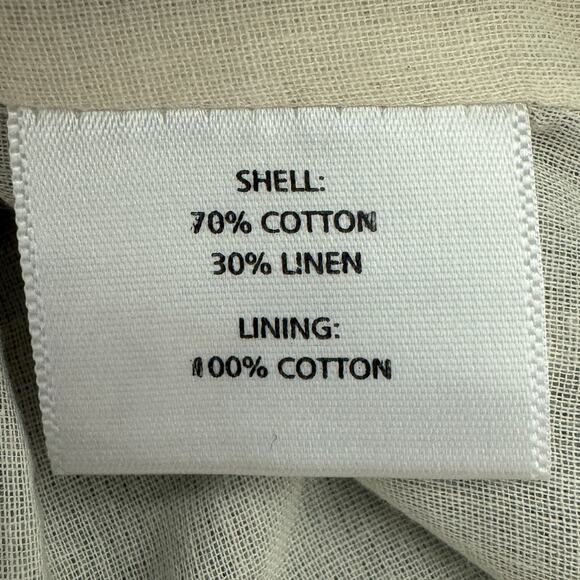 SHELL:
70% COTTON
30% LINEN
LINING:
100% COTTON